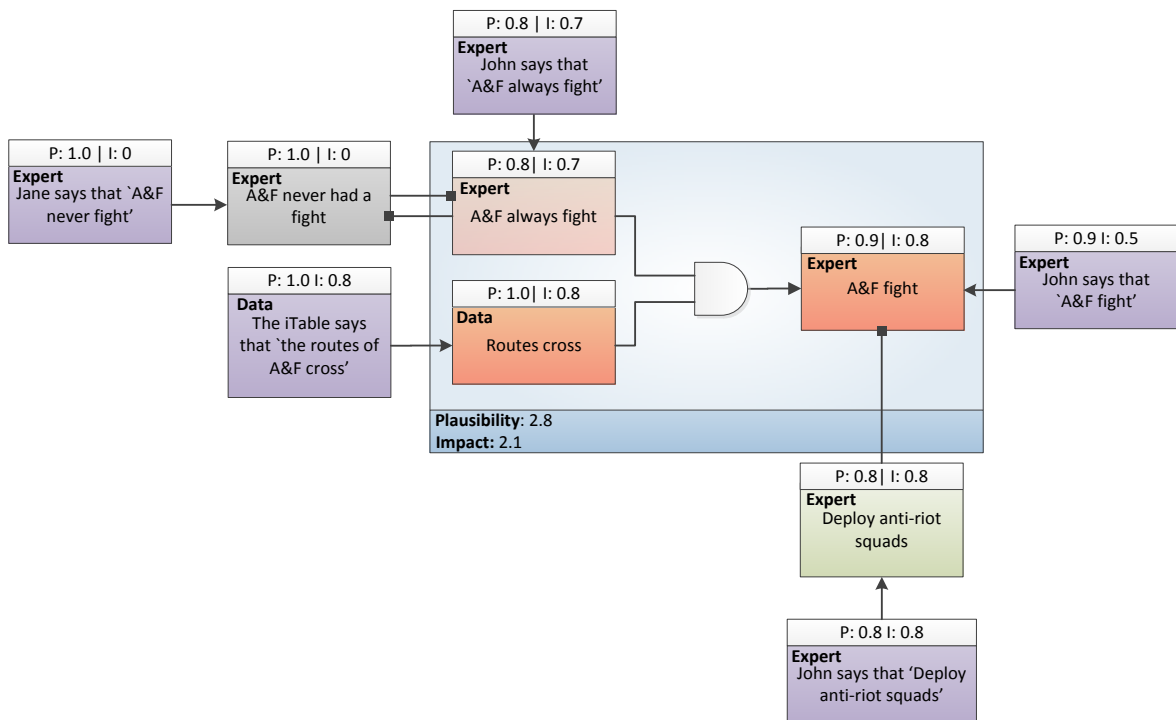 P: 0.8 | I: 0.7
Expert
John says that
`A&F always fight’
P: 1.0 | I: 0
Expert
Jane says that `A&F
never fight’
P: 1.0 | I: 0
Expert
A&F never had a
fight
P: 0.8| I: 0.7
Expert
A&F always fight
P: 0.9| I: 0.8
Expert
A&F fight
P: 0.9 I: 0.5
Expert
John says that
`A&F fight’
P: 1.0 I: 0.8
Data
The iTable says
that `the routes of
A&F cross’
P: 1.0| I: 0.8
Data
Routes cross
Plausibility: 2.8
Impact: 2.1
P: 0.8| I: 0.8
Expert
Deploy anti-riot
squads
P: 0.8 I: 0.8
Expert
John says that ‘Deploy
anti-riot squads’